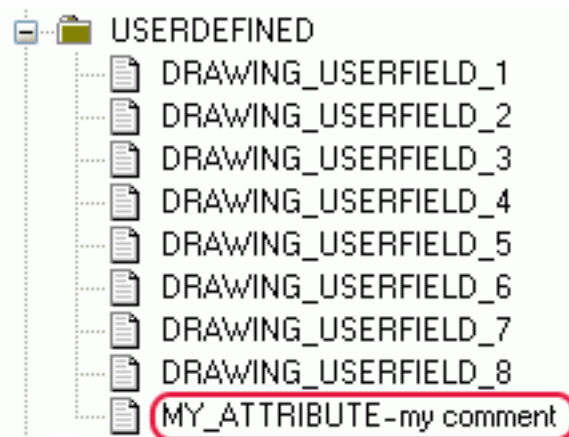 USERDEFINED
DRAWING_USERFIELD_1
DRAWING_USERFIELD_2
DRAWING_USERFIELD_3
DRAWING_USERFIELD_4
DRAWING_USERFIELD_5
DRAWING_USERFIELD_6
DRAWING_USERFIELD_7
DRAWING_USERFIELD_8
MY_ATTRIBUTE-my comment